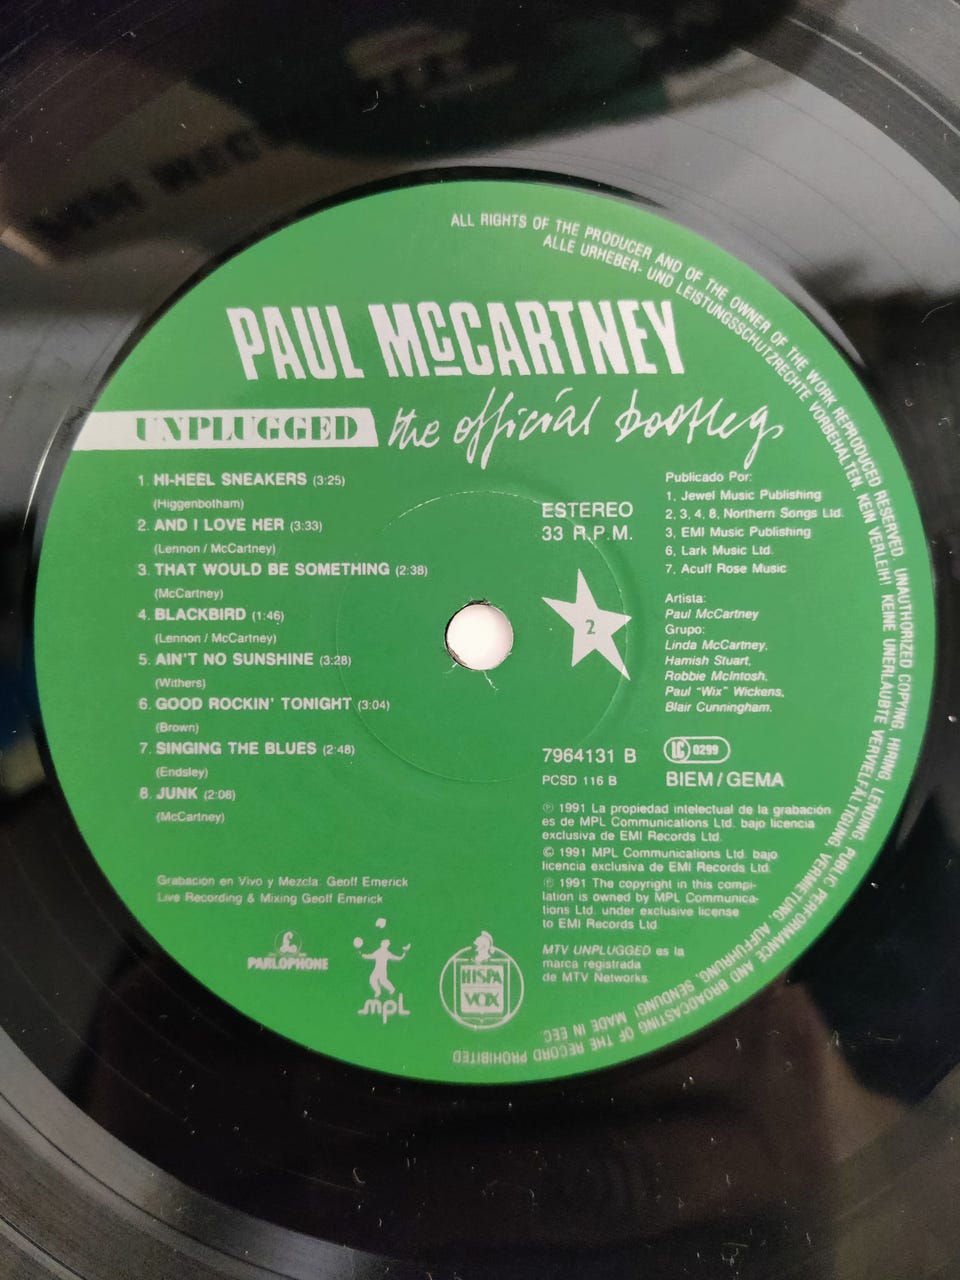 ALL RIGHTS OF THE PRODUCER AND OF THE OWNER OF THE WORK REPRODUCED RESERVED. UNAUTHORIZED COPYING, HIRING, LENDING, PUBLIC PERFORMANCE AND BROADCASTING OF THE RECORD PROHIBITED
ALLE URHEBER- UND LEISTUNGSSCHUTZRECHTE VORBEHALTEN. KEIN VERLEIH! KEINE UNERLAUBTE VERVIELFÄLTIGUNG, VERMIETUNG, AUFFÜHRUNG, SENDUNG! MADE IN EEC.
PAUL McCARTNEY
UNPLUGGED the official bootleg
1. HI-HEEL SNEAKERS (3:25)
(Higgenbotham)
2. AND I LOVE HER (3:33)
(Lennon / McCartney)
3. THAT WOULD BE SOMETHING (2:38)
(McCartney)
4. BLACKBIRD (1:46)
(Lennon / McCartney)
5. AIN'T NO SUNSHINE (3:28)
(Withers)
6. GOOD ROCKIN' TONIGHT (3:04)
(Brown)
7. SINGING THE BLUES (2:48)
(Endsley)
8. JUNK (2:08)
(McCartney)
ESTEREO
33 R.P.M.
2
Publicado Por:
1, Jewel Music Publishing
2, 3, 4, 8, Northern Songs Ltd.
3, EMI Music Publishing
6, Lark Music Ltd.
7, Acuff Rose Music
Artista:
Paul McCartney
Grupo:
Linda McCartney,
Hamish Stuart,
Robbie McIntosh,
Paul "Wix" Wickens,
Blair Cunningham.
7964131 B
PCSD 116 B
LC 0299
BIEM / GEMA
℗ 1991 La propiedad intelectual de la grabación
es de MPL Communications Ltd. bajo licencia
exclusiva de EMI Records Ltd.
© 1991 MPL Communications Ltd. bajo
licencia exclusiva de EMI Records Ltd.
℗ 1991 The copyright in this compi-
lation is owned by MPL Communica-
tions Ltd. under exclusive license
to EMI Records Ltd.
MTV UNPLUGGED es la
marca registrada
de MTV Networks.
Grabación en Vivo y Mezcla: Geoff Emerick
Live Recording & Mixing Geoff Emerick
PARLOPHONE
mpL
HISPA
VOX